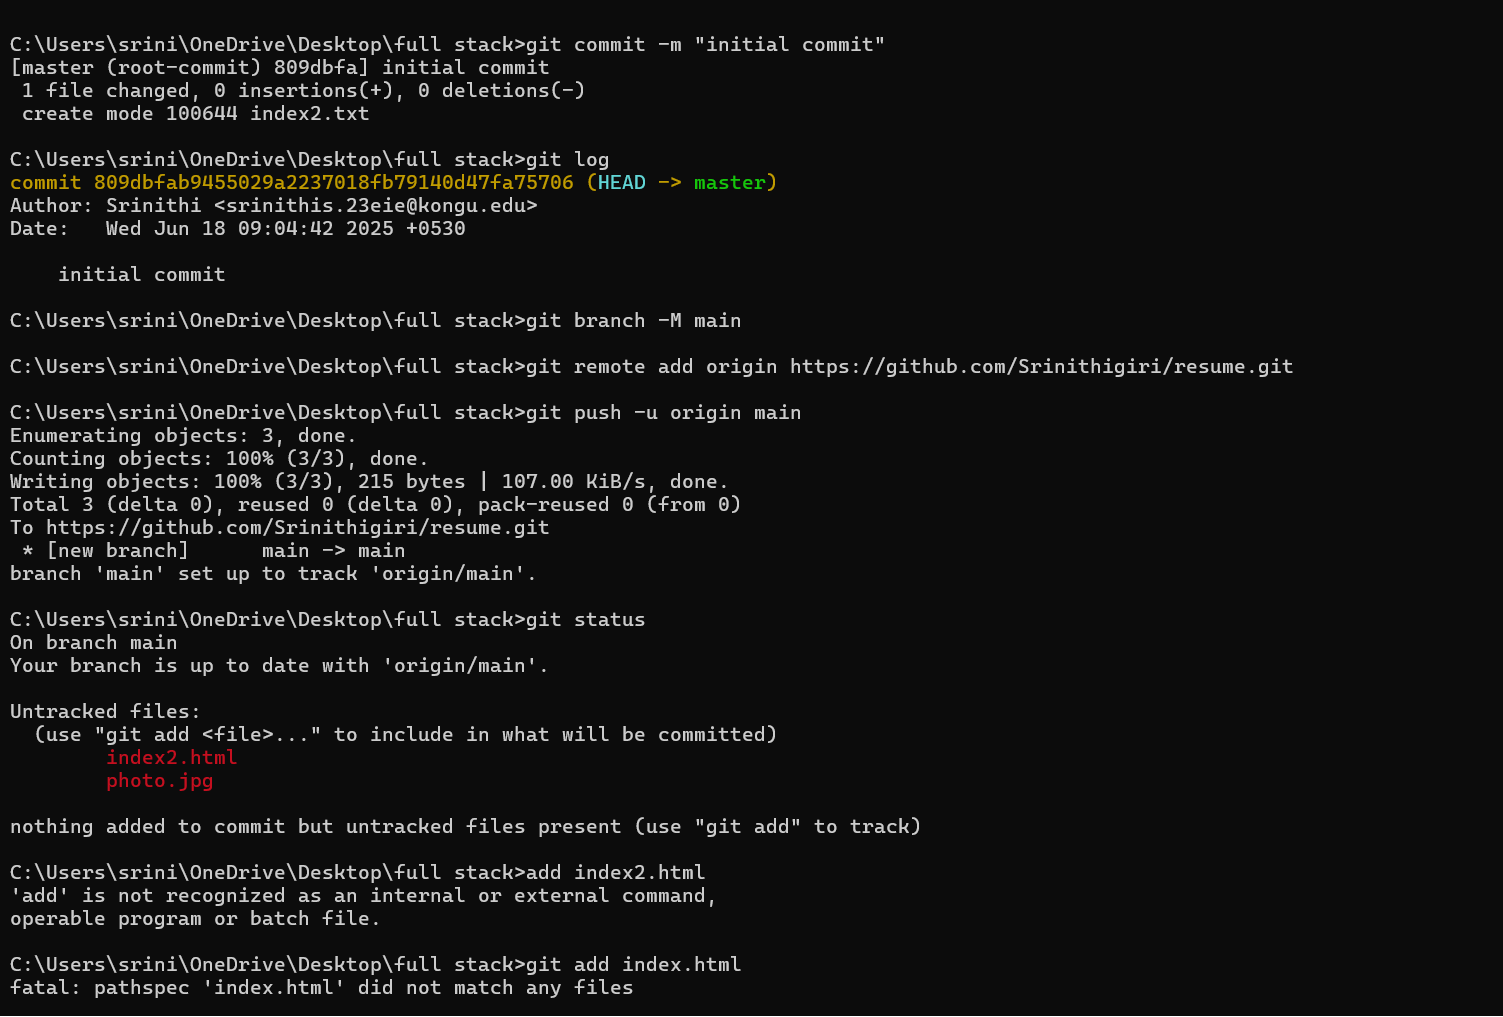 C:\Users\srini\OneDrive\Desktop\full stack>git commit -m "initial commit"
[master (root-commit) 809dbfa] initial commit
 1 file changed, 0 insertions(+), 0 deletions(-)
 create mode 100644 index2.txt
C:\Users\srini\OneDrive\Desktop\full stack>git log
commit 809dbfab9455029a2237018fb79140d47fa75706 (HEAD -> master)
Author: Srinithi <srinithis.23eie@kongu.edu>
Date:   Wed Jun 18 09:04:42 2025 +0530
    initial commit
C:\Users\srini\OneDrive\Desktop\full stack>git branch -M main
C:\Users\srini\OneDrive\Desktop\full stack>git remote add origin https://github.com/Srinithigiri/resume.git
C:\Users\srini\OneDrive\Desktop\full stack>git push -u origin main
Enumerating objects: 3, done.
Counting objects: 100% (3/3), done.
Writing objects: 100% (3/3), 215 bytes | 107.00 KiB/s, done.
Total 3 (delta 0), reused 0 (delta 0), pack-reused 0 (from 0)
To https://github.com/Srinithigiri/resume.git
 * [new branch]      main -> main
branch 'main' set up to track 'origin/main'.
C:\Users\srini\OneDrive\Desktop\full stack>git status
On branch main
Your branch is up to date with 'origin/main'.
Untracked files:
  (use "git add <file>..." to include in what will be committed)
        index2.html
        photo.jpg
nothing added to commit but untracked files present (use "git add" to track)
C:\Users\srini\OneDrive\Desktop\full stack>add index2.html
'add' is not recognized as an internal or external command,
operable program or batch file.
C:\Users\srini\OneDrive\Desktop\full stack>git add index.html
fatal: pathspec 'index.html' did not match any files